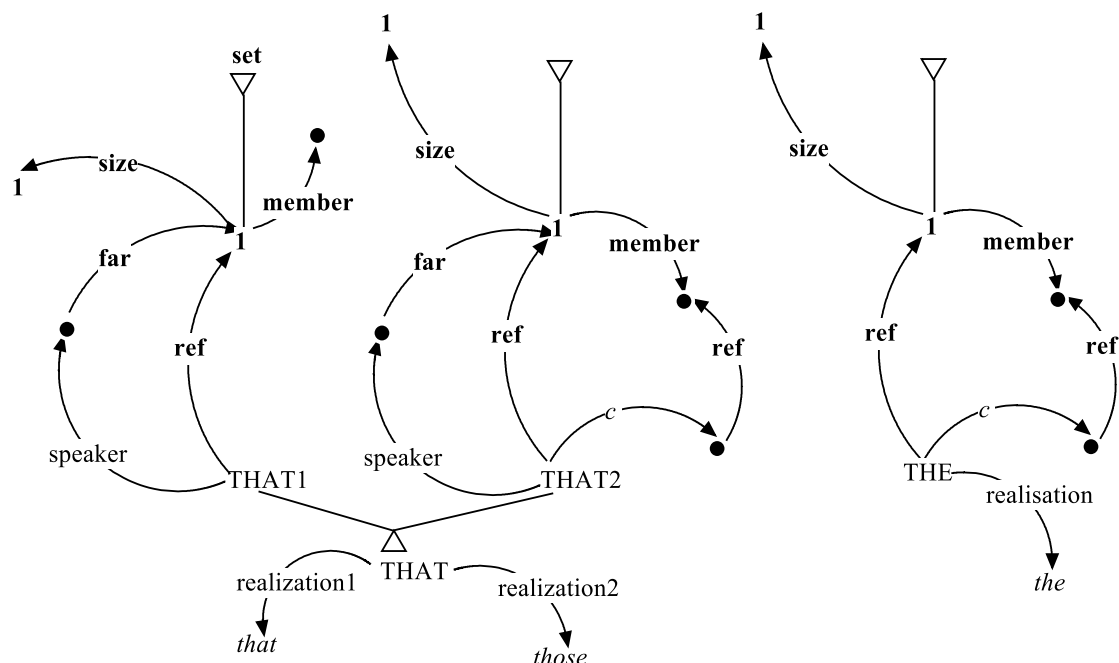 1
1
set
size
size
size
1
member
1
1
1
member
member
far
far
ref
ref
ref
ref
ref
c
c
speaker
speaker
THAT1
THAT2
THE
realisation
THAT
realization1
realization2
the
that
those